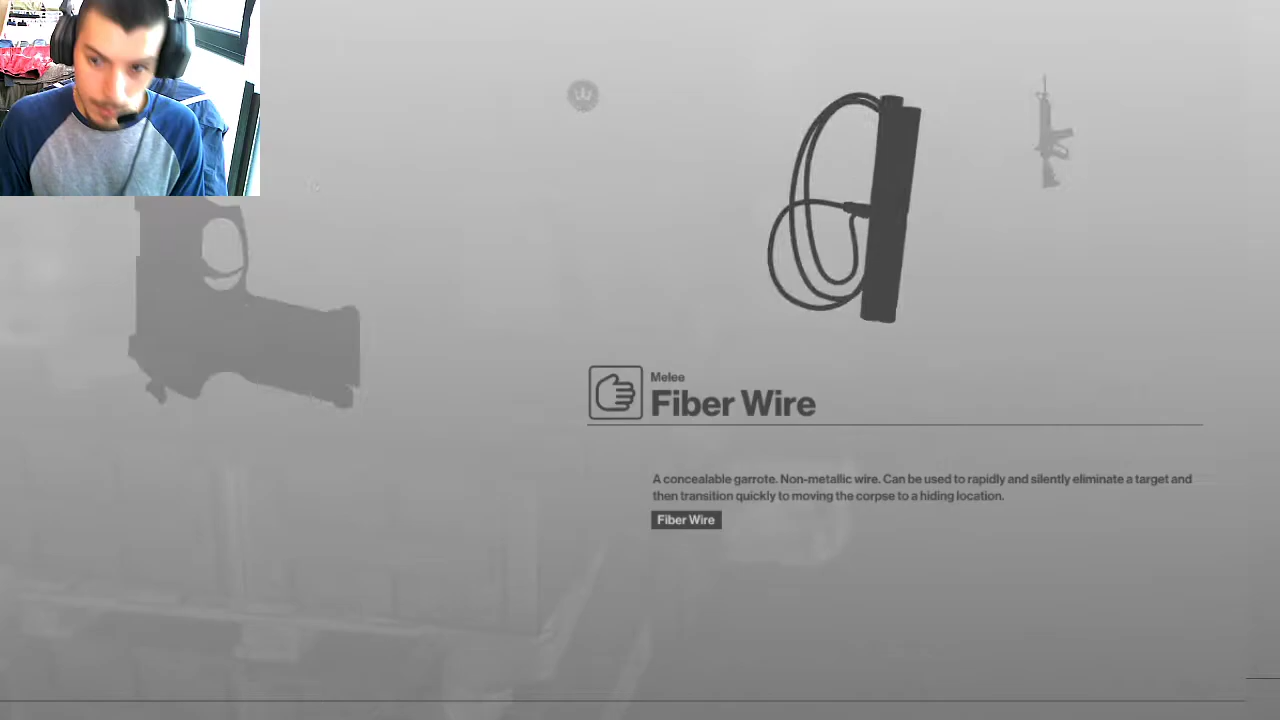 Melee
Fiber Wire
A concealable garrote. Non-metallic wire. Can be used to rapidly and silently eliminate a target and
then transition quickly to moving the corpse to a hiding location.
Fiber Wire